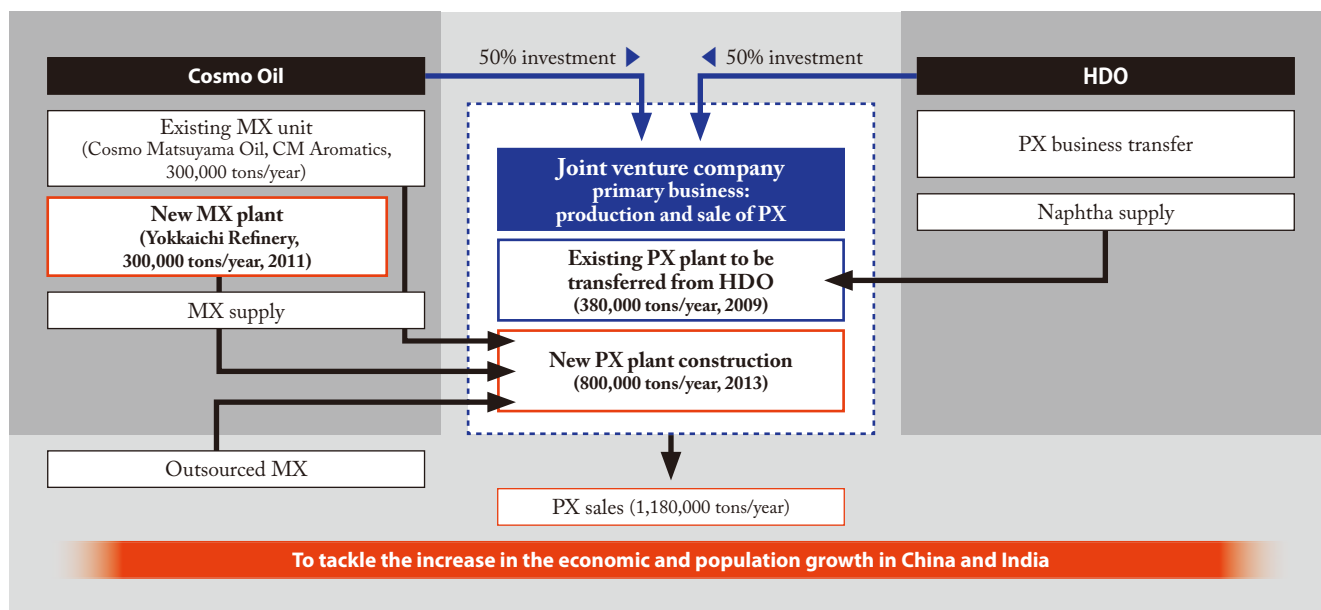 50% investment
50% investment
Cosmo Oil
HDO
Existing MX unit
(Cosmo Matsuyama Oil, CM Aromatics,
300,000 tons/year)
New MX plant
(Yokkaichi Refinery,
300,000 tons/year, 2011)
MX supply
Outsourced MX
Joint venture company
primary business:
production and sale of PX
Existing PX plant to be
transferred from HDO
(380,000 tons/year, 2009)
New PX plant construction
(800,000 tons/year, 2013)
PX business transfer
Naphtha supply
PX sales (1,180,000 tons/year)
To tackle the increase in the economic and population growth in China and India